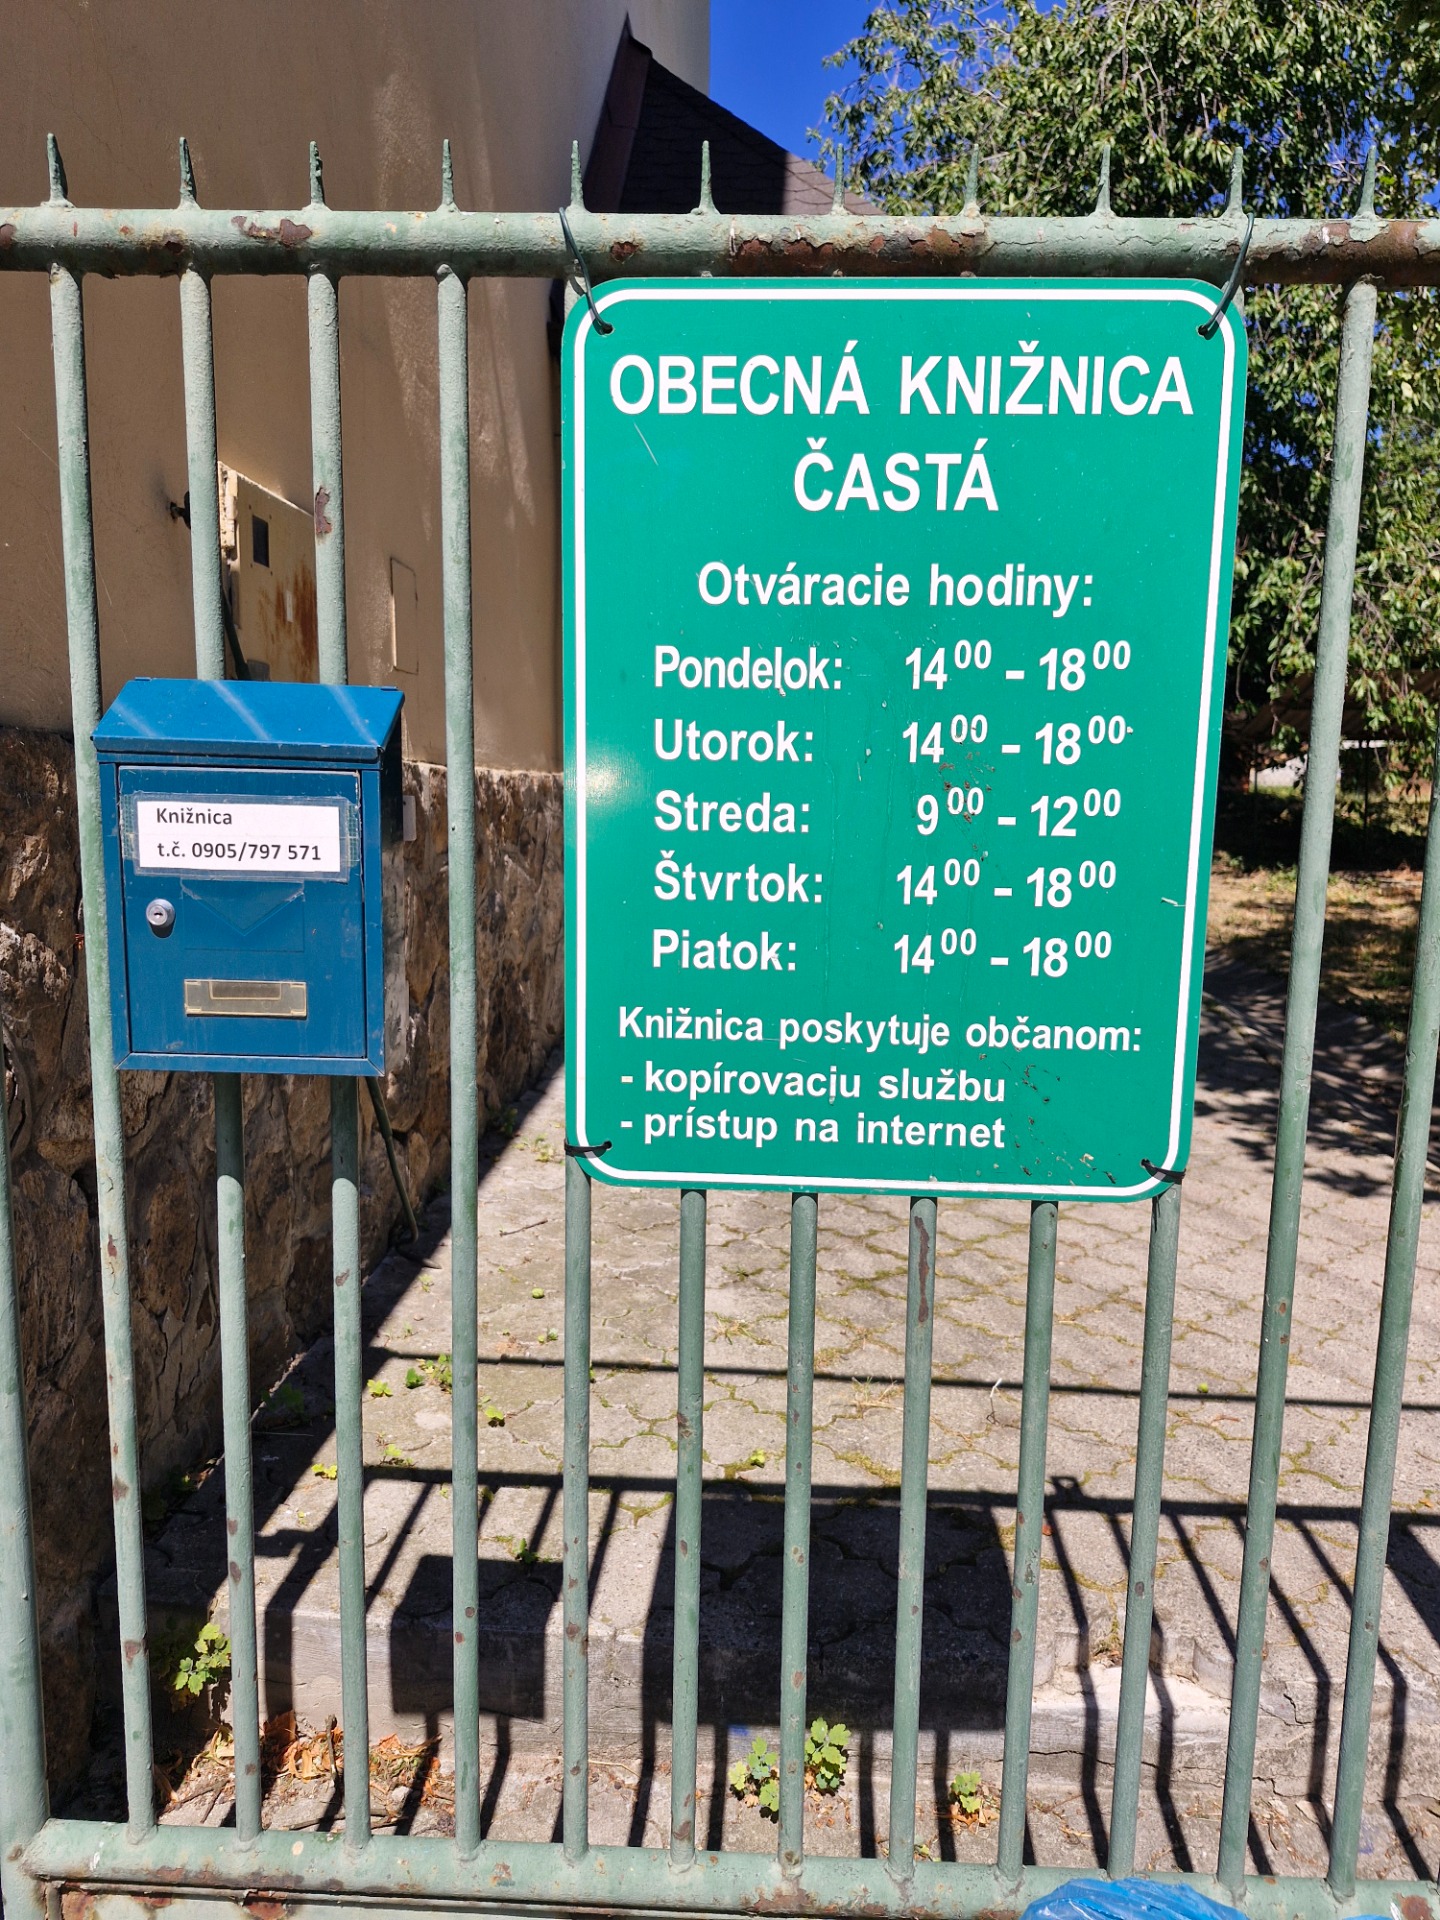 OBECNÁ KNIŽNICA
ČASTÁ
Otváracie hodiny:
Pondelok: 14⁰⁰ - 18⁰⁰
Utorok: 14⁰⁰ - 18⁰⁰
Streda: 9⁰⁰ - 12⁰⁰
Štvrtok: 14⁰⁰ - 18⁰⁰
Piatok: 14⁰⁰ - 18⁰⁰
Knižnica poskytuje občanom:
- kopírovaciu službu
- prístup na internet
Knižnica
t.č. 0905/797 571